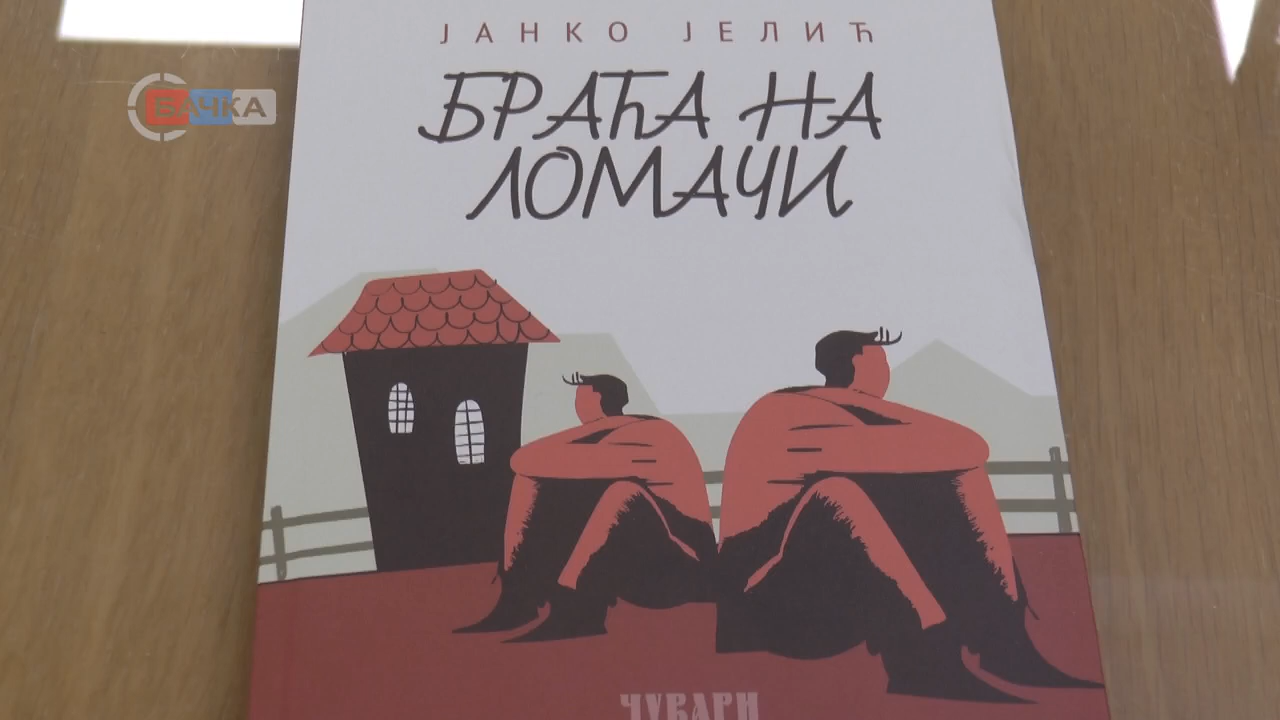 ЈАНКО ЈЕЛИЋ
БАЧКА
БРАЋА НА
ЛОМАЧИ
ЧУВАРИ